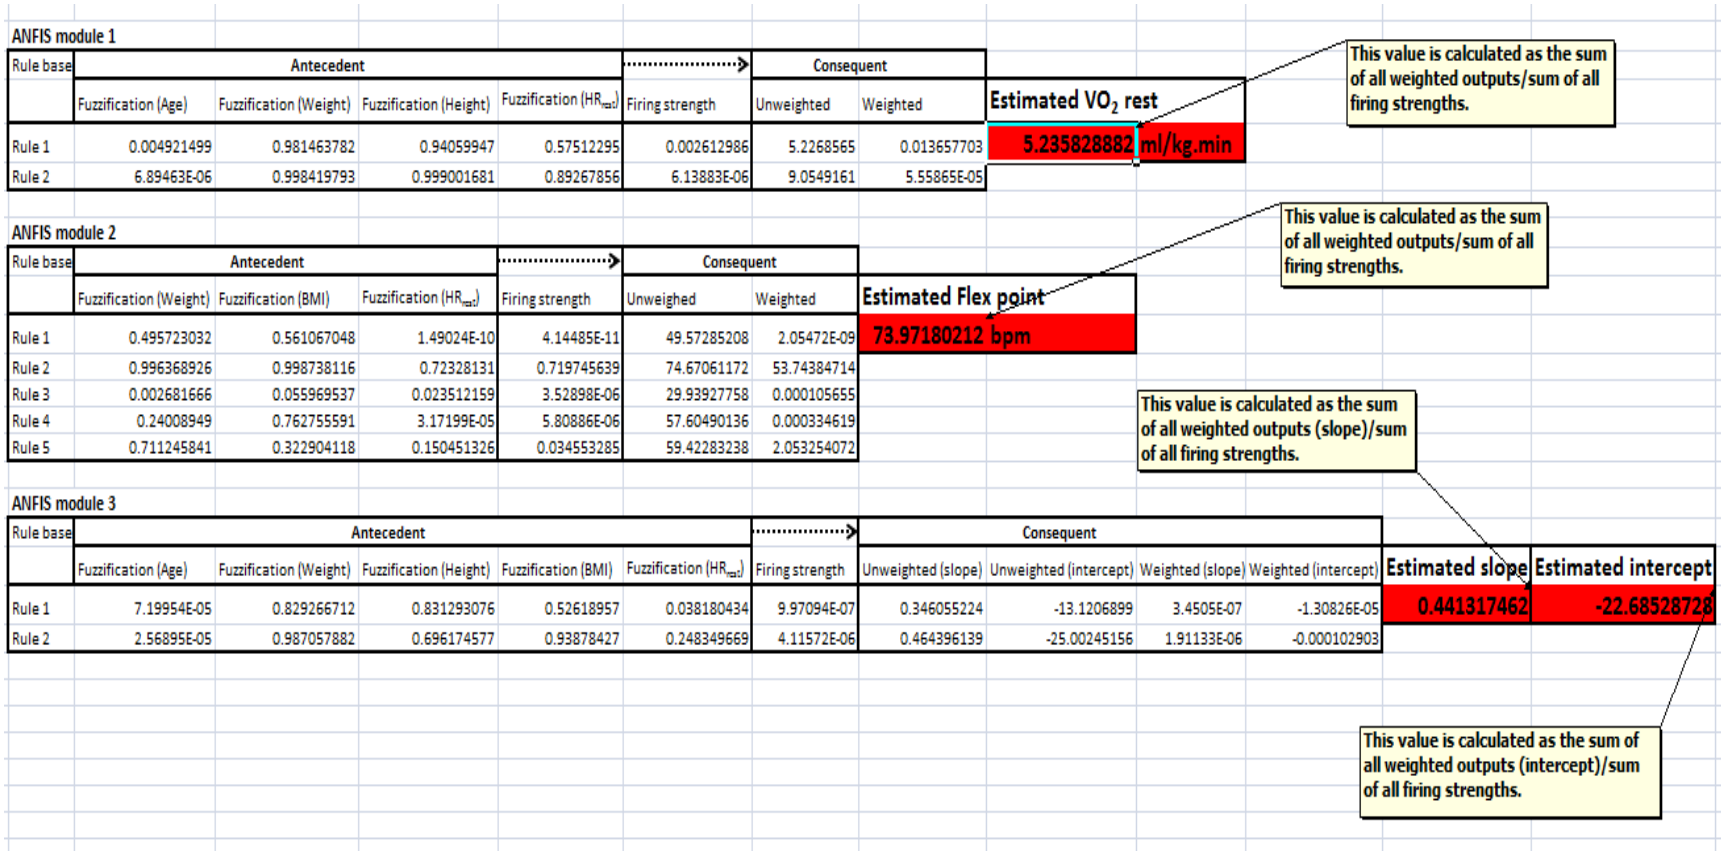 ANFIS module 1
Rule base Antecedent Consequent
Fuzzification (Age) Fuzzification (Weight) Fuzzification (Height) Fuzzification (HRrest) Firing strength Unweighted Weighted Estimated VO2 rest
Rule 1 0.004921499 0.981463782 0.94059947 0.57512295 0.002612986 5.2268565 0.013657703 5.235828882 ml/kg.min
Rule 2 6.89463E-06 0.998419793 0.999001681 0.89267856 6.13883E-06 9.0549161 5.55865E-05
This value is calculated as the sum
of all weighted outputs/sum of all
firing strengths.
ANFIS module 2
Rule base Antecedent Consequent
Fuzzification (Weight) Fuzzification (BMI) Fuzzification (HRrest) Firing strength Unweighed Weighted Estimated Flex point
Rule 1 0.495723032 0.561067048 1.49024E-10 4.14485E-11 49.57285208 2.05472E-09 73.97180212 bpm
Rule 2 0.996368926 0.998738116 0.72328131 0.719745639 74.67061172 53.74384714
Rule 3 0.002681666 0.055969537 0.023512159 3.52898E-06 29.93927758 0.000105655
Rule 4 0.24008949 0.762755591 3.17199E-05 5.80886E-06 57.60490136 0.000334619
Rule 5 0.711245841 0.322904118 0.150451326 0.034553285 59.42283238 2.053254072
This value is calculated as the sum
of all weighted outputs/sum of all
firing strengths.
This value is calculated as the sum
of all weighted outputs (slope)/sum
of all firing strengths.
ANFIS module 3
Rule base Antecedent Consequent
Fuzzification (Age) Fuzzification (Weight) Fuzzification (Height) Fuzzification (BMI) Fuzzification (HRrest) Firing strength Unweighted (slope) Unweighted (intercept) Weighted (slope) Weighted (intercept) Estimated slope Estimated intercept
Rule 1 7.19954E-05 0.829266712 0.831293076 0.52618957 0.038180434 9.97094E-07 0.346055224 -13.1206899 3.4505E-07 -1.30826E-05 0.441317462 -22.68528728
Rule 2 2.56895E-05 0.987057882 0.696174577 0.93878427 0.248349669 4.11572E-06 0.464396139 -25.00245156 1.91133E-06 -0.000102903
This value is calculated as the sum of
all weighted outputs (intercept)/sum
of all firing strengths.